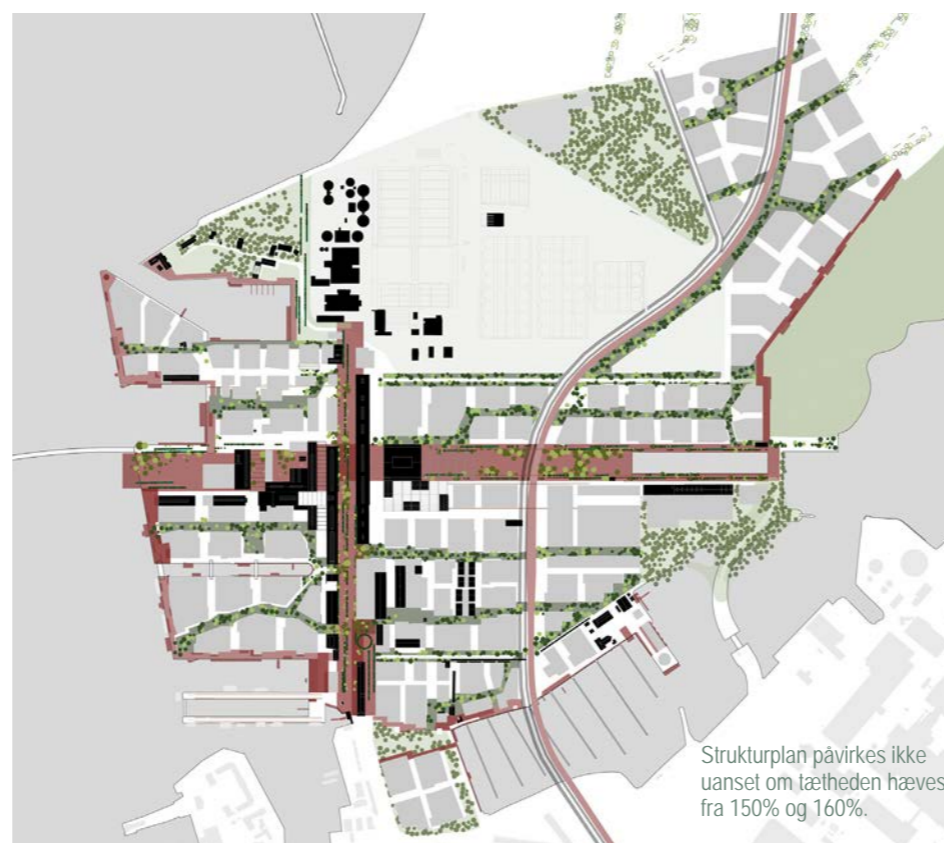 Strukturplan påvirkes ikke
uanset om tætheden hæves
fra 150% og 160%.